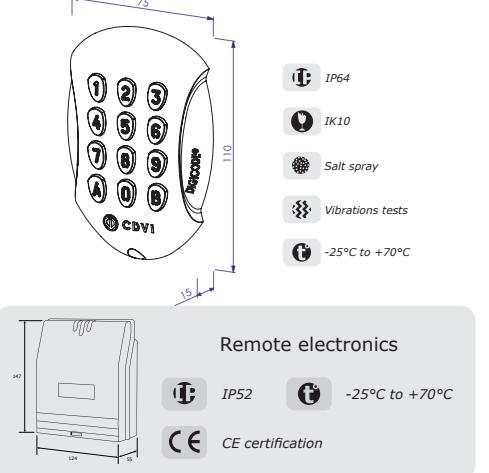 75
1 2 3
4 5 6
7 8 9
A 0 B
DIGICODE®
CDVI
110
15
IP64
IK10
Salt spray
Vibrations tests
-25°C to +70°C
Remote electronics
147
124
55
IP52
-25°C to +70°C
CE
CE certification